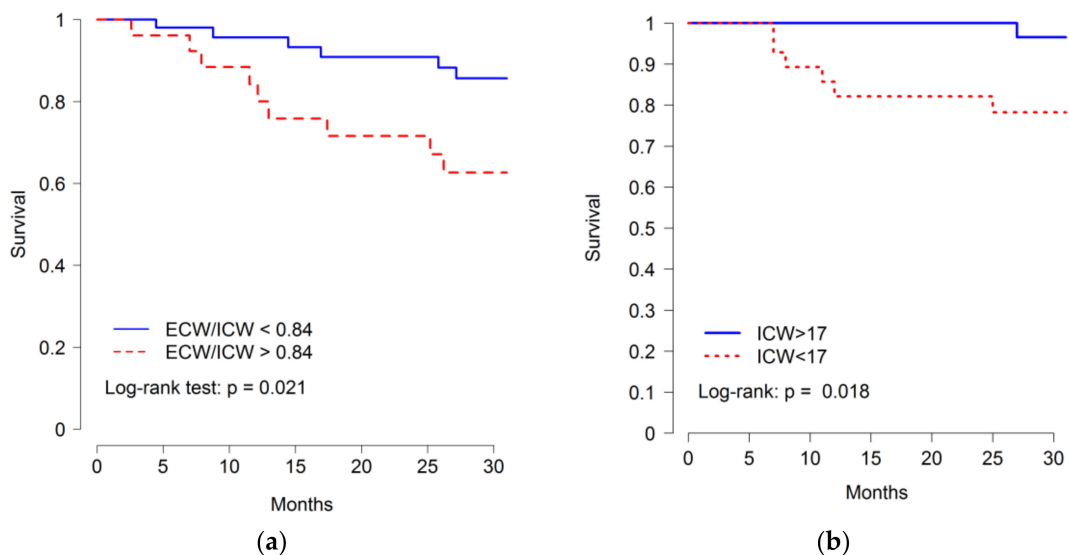 1
0.8
0.6
0.4
0.2
0
Survival
ECW/ICW < 0.84
ECW/ICW > 0.84
Log-rank test: p = 0.021
0 5 10 15 20 25 30
Months
(a)
1
0.9
0.8
0.7
0.6
0.5
0.4
0.3
0.2
0.1
0
Survival
ICW>17
ICW<17
Log-rank: p = 0.018
0 5 10 15 20 25 30
Months
(b)